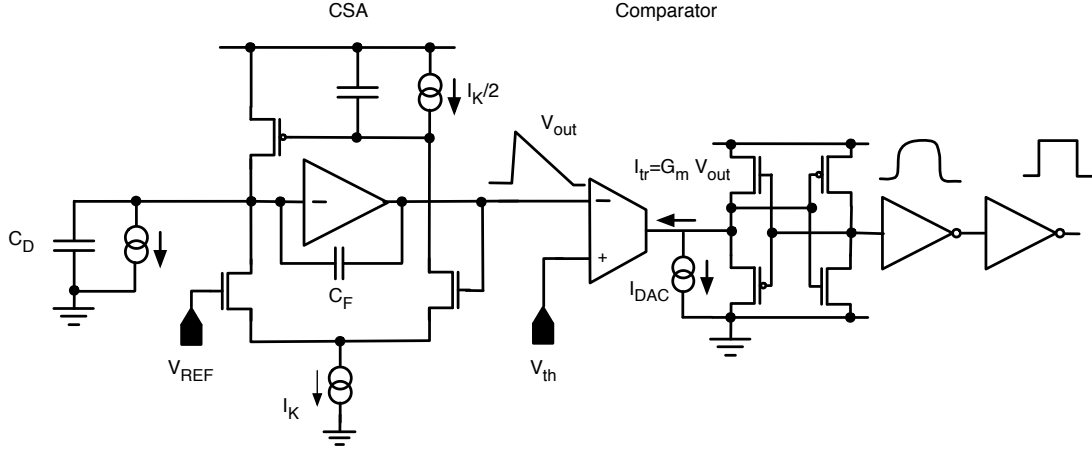 CSA
Comparator
I_K/2
V_out
I_tr=G_m V_out
−
−
C_D
+
I_DAC
C_F
V_REF
V_th
I_K